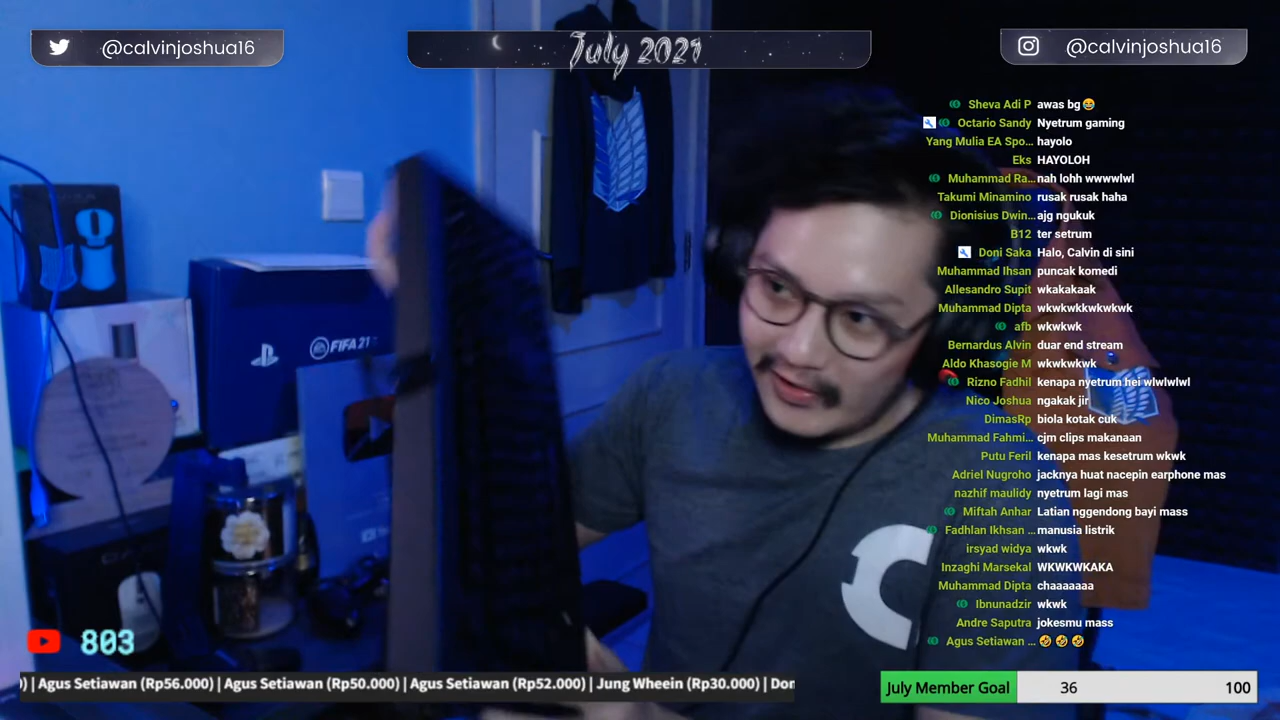 @calvinjoshua16
July 2021
@calvinjoshua16
Sheva Adi P awas bg 😂
Octario Sandy Nyetrum gaming
Yang Mulia EA Spo... hayolo
Eks HAYOLOH
Muhammad Ra... nah lohh wwwwlwl
Takumi Minamino rusak rusak haha
Dionisius Dwin... ajg ngukuk
B12 ter setrum
Doni Saka Halo, Calvin di sini
Muhammad Ihsan puncak komedi
Allesandro Supit wkakakaak
Muhammad Dipta wkwkwkkwkwkwk
afb wkwkwk
Bernardus Alvin duar end stream
Aldo Khasogie M wkwkwkwk
Rizno Fadhil kenapa nyetrum hei wlwlwlwl
Nico Joshua ngakak jir
DimasRp biola kotak cuk
Muhammad Fahmi... cjm clips makanaan
Putu Feril kenapa mas kesetrum wkwk
Adriel Nugroho jacknya huat nacepin earphone mas
nazhif maulidy nyetrum lagi mas
Miftah Anhar Latian nggendong bayi mass
Fadhlan Ikhsan ... manusia listrik
irsyad widya wkwk
Inzaghi Marsekal WKWKWKAKA
Muhammad Dipta chaaaaaaa
Ibnunadzir wkwk
Andre Saputra jokesmu mass
Agus Setiawan ... 🤣 🤣 🤣
EA SPORTS FIFA 21
803
) | Agus Setiawan (Rp56.000) | Agus Setiawan (Rp50.000) | Agus Setiawan (Rp52.000) | Jung Wheein (Rp30.000) | Don
July Member Goal 36 100